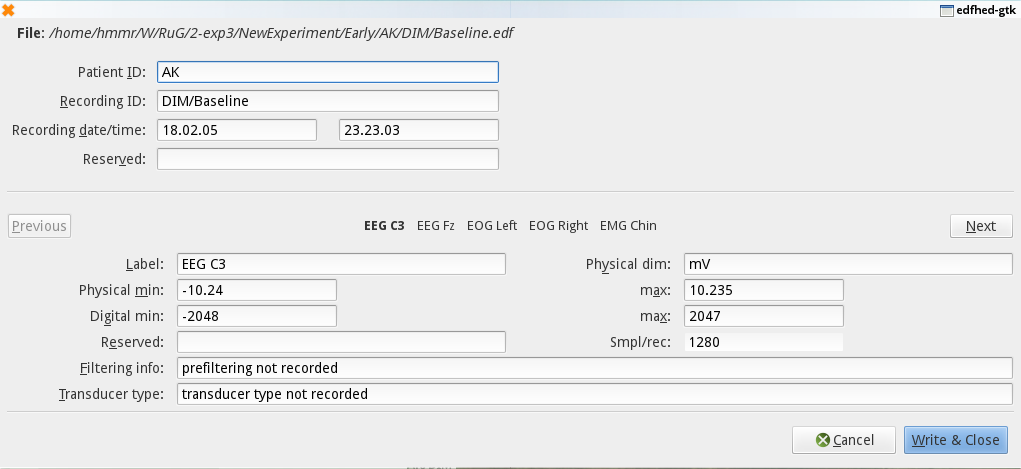 edfhed-gtk
File: /home/hmmr/W/RuG/2-exp3/NewExperiment/Early/AK/DIM/Baseline.edf
Patient ID: AK
Recording ID: DIM/Baseline
Recording date/time: 18.02.05 23.23.03
Reserved:
Previous EEG C3 EEG Fz EOG Left EOG Right EMG Chin Next
Label: EEG C3 Physical dim: mV
Physical min: -10.24 max: 10.235
Digital min: -2048 max: 2047
Reserved: Smpl/rec: 1280
Filtering info: prefiltering not recorded
Transducer type: transducer type not recorded
Cancel Write & Close